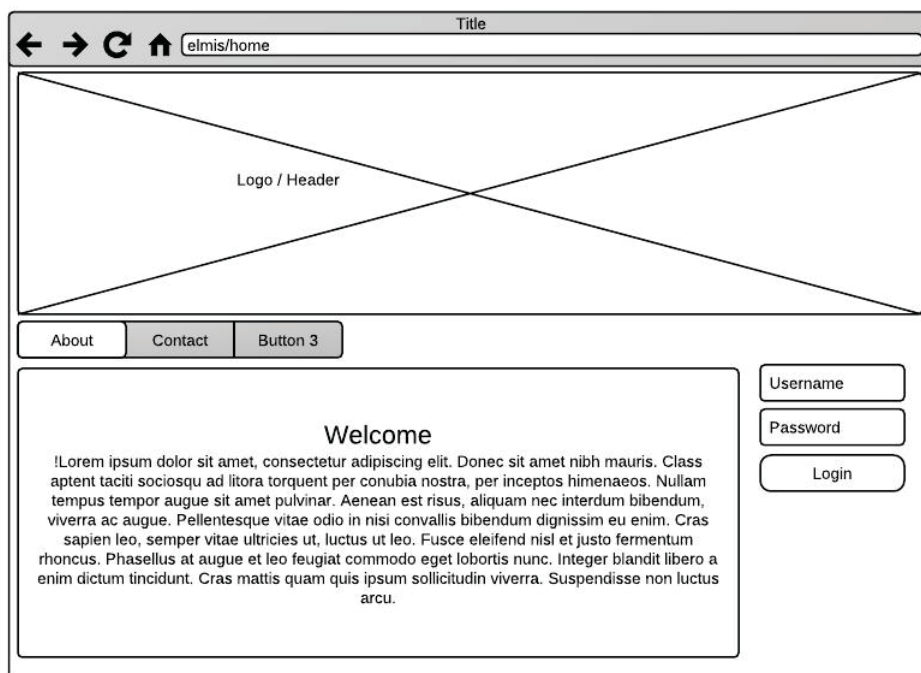 Title
elmis/home
Logo / Header
About
Contact
Button 3
Username
Password
Login
Welcome
!Lorem ipsum dolor sit amet, consectetur adipiscing elit. Donec sit amet nibh mauris. Class
aptent taciti sociosqu ad litora torquent per conubia nostra, per inceptos himenaeos. Nullam
tempus tempor augue sit amet pulvinar. Aenean est risus, aliquam nec interdum bibendum,
viverra ac augue. Pellentesque vitae odio in nisi convallis bibendum dignissim eu enim. Cras
sapien leo, semper vitae ultricies ut, luctus ut leo. Fusce eleifend nisl et justo fermentum
rhoncus. Phasellus at augue et leo feugiat commodo eget lobortis nunc. Integer blandit libero a
enim dictum tincidunt. Cras mattis quam quis ipsum sollicitudin viverra. Suspendisse non luctus
arcu.